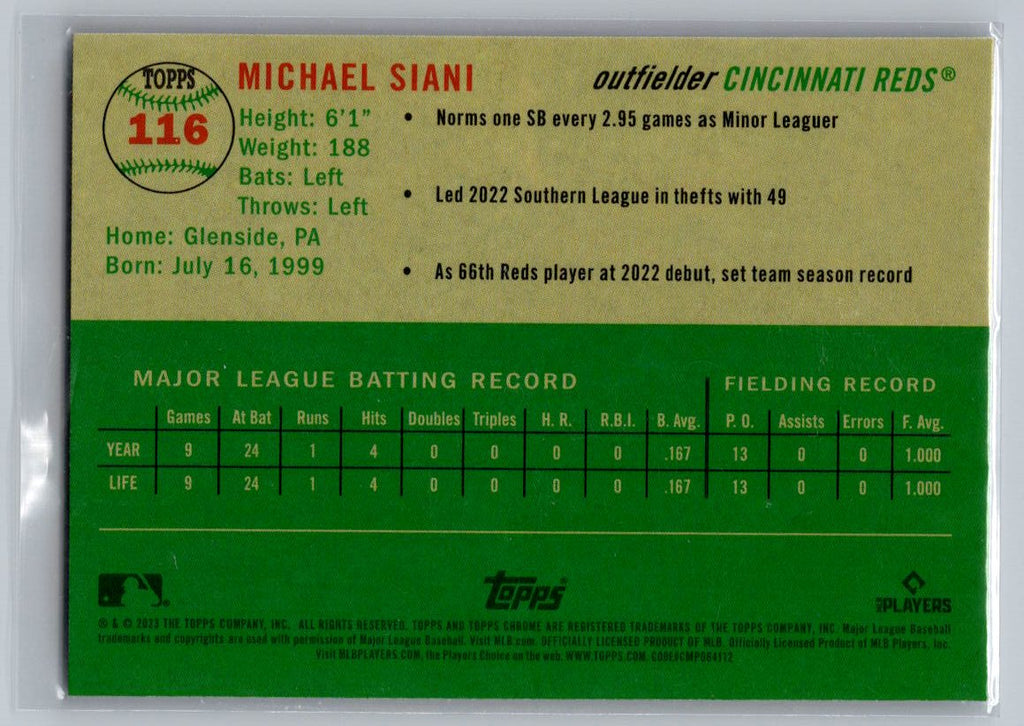 TOPPS
116
MICHAEL SIANI
outfielder CINCINNATI REDS®
Height: 6'1"
Weight: 188
Bats: Left
Throws: Left
Home: Glenside, PA
Born: July 16, 1999
• Norms one SB every 2.95 games as Minor Leaguer
• Led 2022 Southern League in thefts with 49
• As 66th Reds player at 2022 debut, set team season record
MAJOR LEAGUE BATTING RECORD FIELDING RECORD
Games At Bat Runs Hits Doubles Triples H. R. R.B.I. B. Avg. P. O. Assists Errors F. Avg.
YEAR 9 24 1 4 0 0 0 0 .167 13 0 0 1.000
LIFE 9 24 1 4 0 0 0 0 .167 13 0 0 1.000
topps®
MLB PLAYERS
® & © 2023 THE TOPPS COMPANY, INC. ALL RIGHTS RESERVED. TOPPS AND TOPPS CHROME ARE REGISTERED TRADEMARKS OF THE TOPPS COMPANY, INC. Major League Baseball
trademarks and copyrights are used with permission of Major League Baseball. Visit MLB.com. OFFICIALLY LICENSED PRODUCT OF MLB. Officially Licensed Product of MLB Players, Inc.
Visit MLBPLAYERS.COM, the Players Choice on the web. WWW.TOPPS.COM. CODE#CMP064112